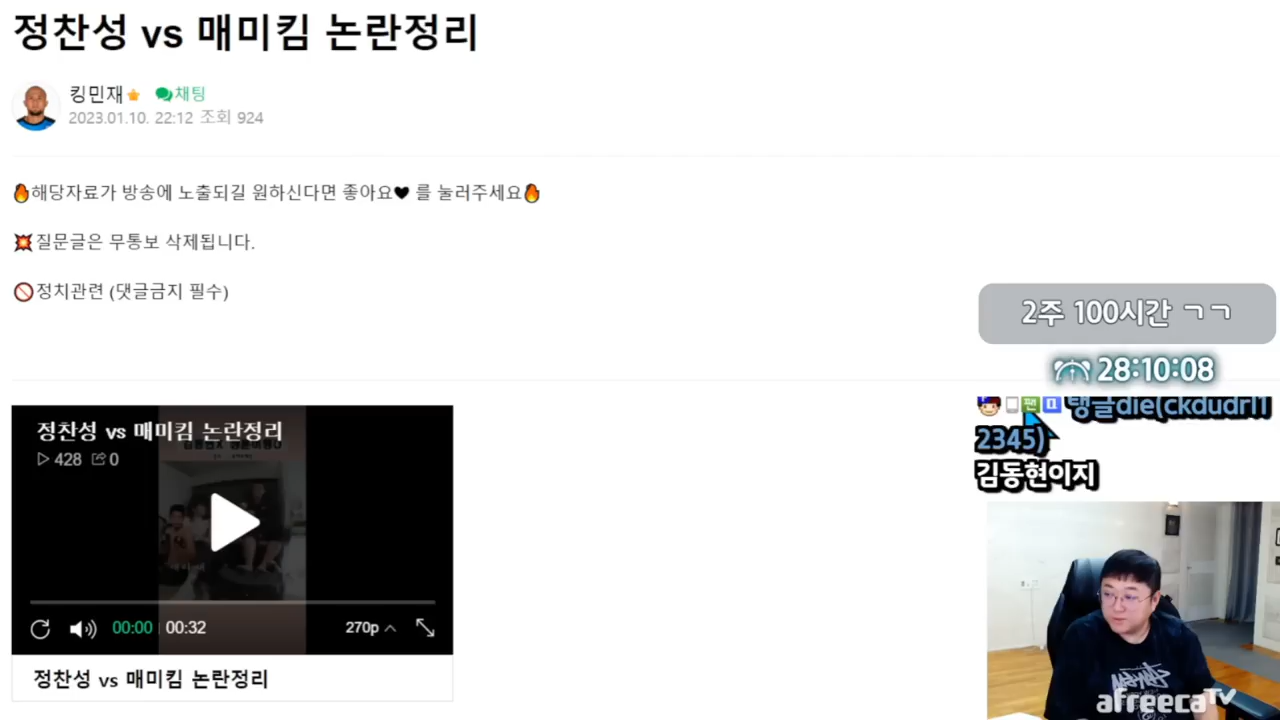 정찬성 vs 매미킴 논란정리
킹민재 채팅
2023.01.10. 22:12 조회 924
해당자료가 방송에 노출되길 원하신다면 좋아요🖤 를 눌러주세요
질문글은 무통보 삭제됩니다.
정치관련 (댓글금지 필수)
2주 100시간 ㄱㄱ
28:10:08
팬 탱글die(ckdudr11
2345)
김동현이지
정찬성 vs 매미킴 논란정리
428 0
00:00 00:32 270p
정찬성 vs 매미킴 논란정리
afreecaTV